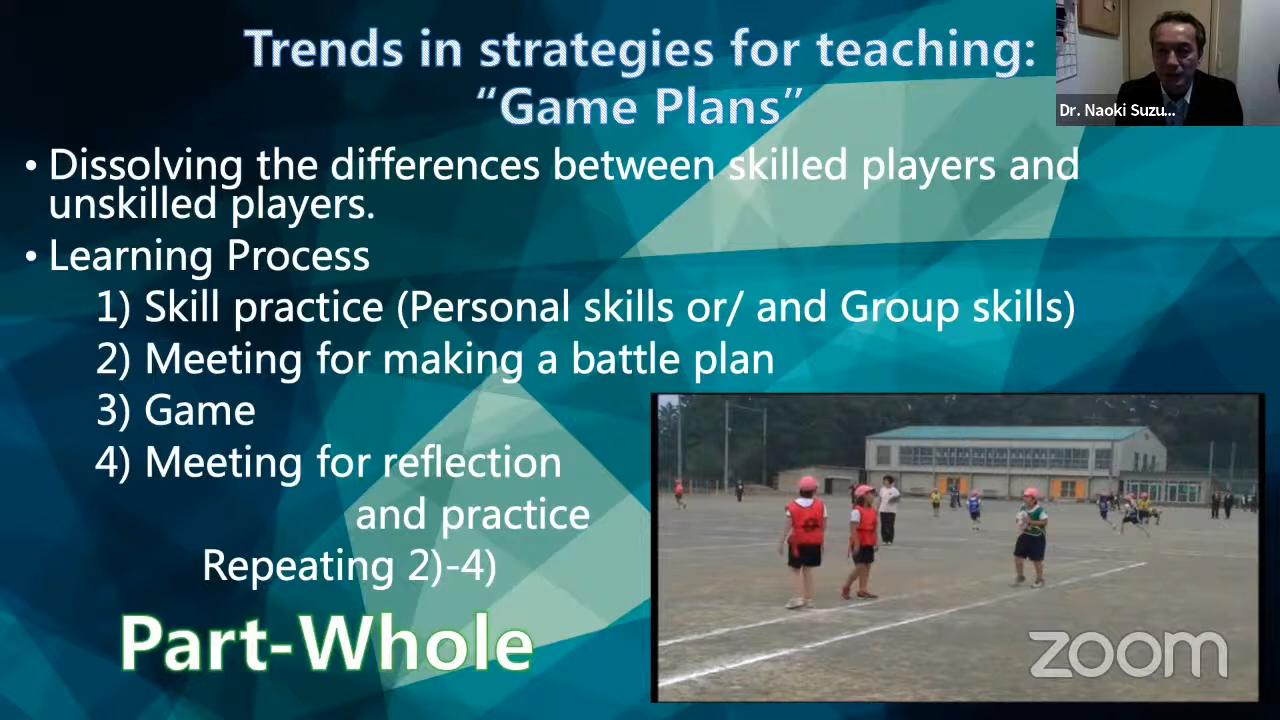 Trends in strategies for teaching:
“Game Plans”
Dr. Naoki Suzu...
• Dissolving the differences between skilled players and
unskilled players.
• Learning Process
1) Skill practice (Personal skills or/ and Group skills)
2) Meeting for making a battle plan
3) Game
4) Meeting for reflection
and practice
Repeating 2)-4)
Part-Whole
zoom